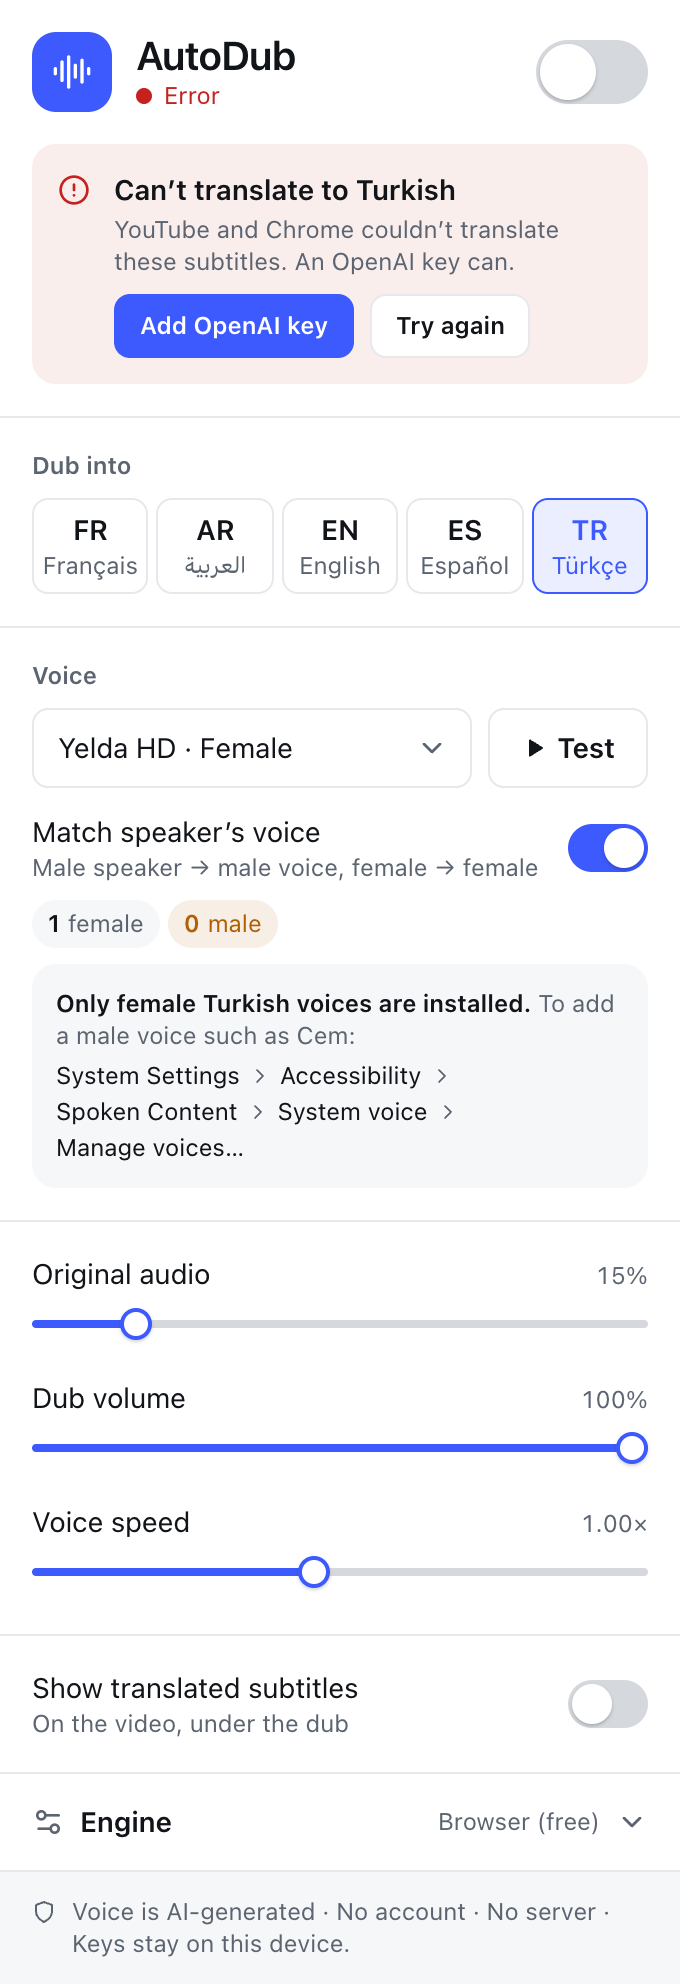 AutoDub
Error
Can’t translate to Turkish
YouTube and Chrome couldn’t translate
these subtitles. An OpenAI key can.
Add OpenAI key
Try again
Dub into
FR
Français
AR
العربية
EN
English
ES
Español
TR
Türkçe
Voice
Yelda HD · Female
Test
Match speaker’s voice
Male speaker → male voice, female → female
1 female
0 male
Only female Turkish voices are installed. To add
a male voice such as Cem:
System Settings > Accessibility >
Spoken Content > System voice >
Manage voices…
Original audio
15%
Dub volume
100%
Voice speed
1.00×
Show translated subtitles
On the video, under the dub
Engine
Browser (free)
Voice is AI-generated · No account · No server ·
Keys stay on this device.